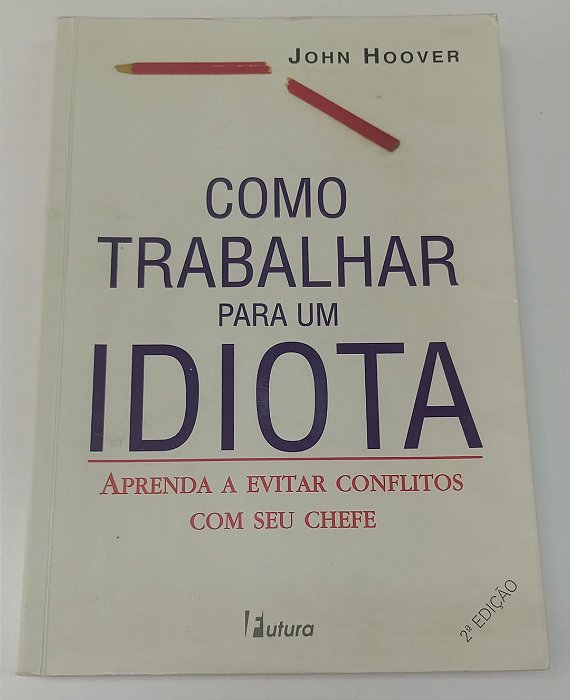 JOHN HOOVER
COMO
TRABALHAR
PARA UM
IDIOTA
APRENDA A EVITAR CONFLITOS
COM SEU CHEFE
2ª EDIÇÃO
Futura